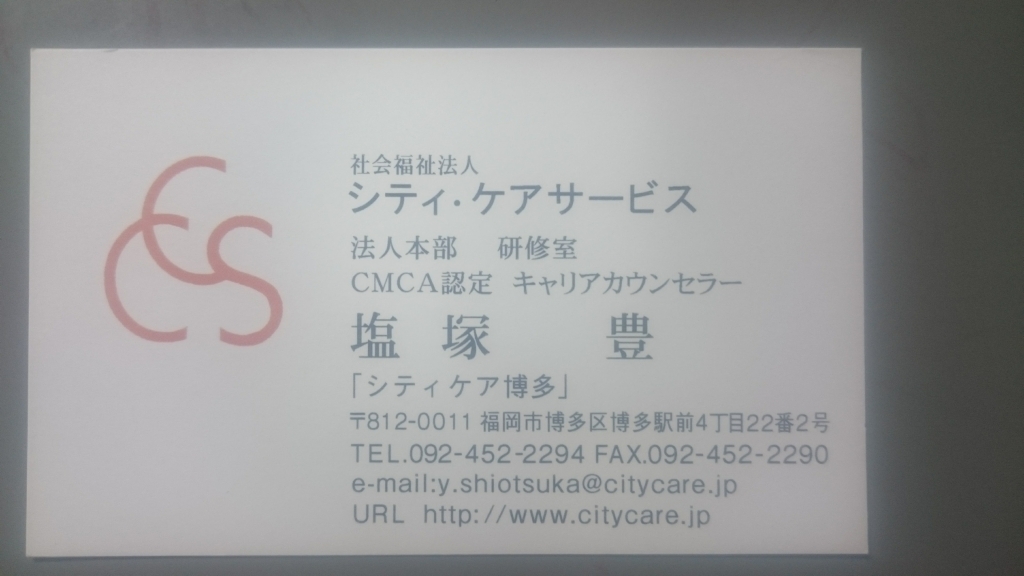 CCS
社会福祉法人
シティ・ケアサービス
法人本部　研修室
CMCA認定　キャリアカウンセラー
塩塚　豊
「シティケア博多」
〒812-0011 福岡市博多区博多駅前4丁目22番2号
TEL.092-452-2294 FAX.092-452-2290
e-mail:y.shiotsuka@citycare.jp
URL http://www.citycare.jp